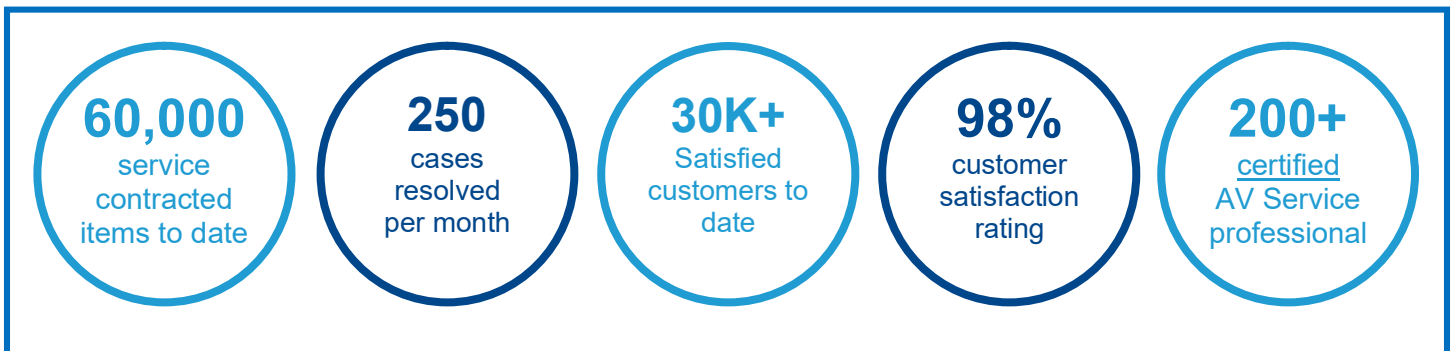 60,000
service
contracted
items to date
250
cases
resolved
per month
30K+
Satisfied
customers to
date
98%
customer
satisfaction
rating
200+
certified
AV Service
professional